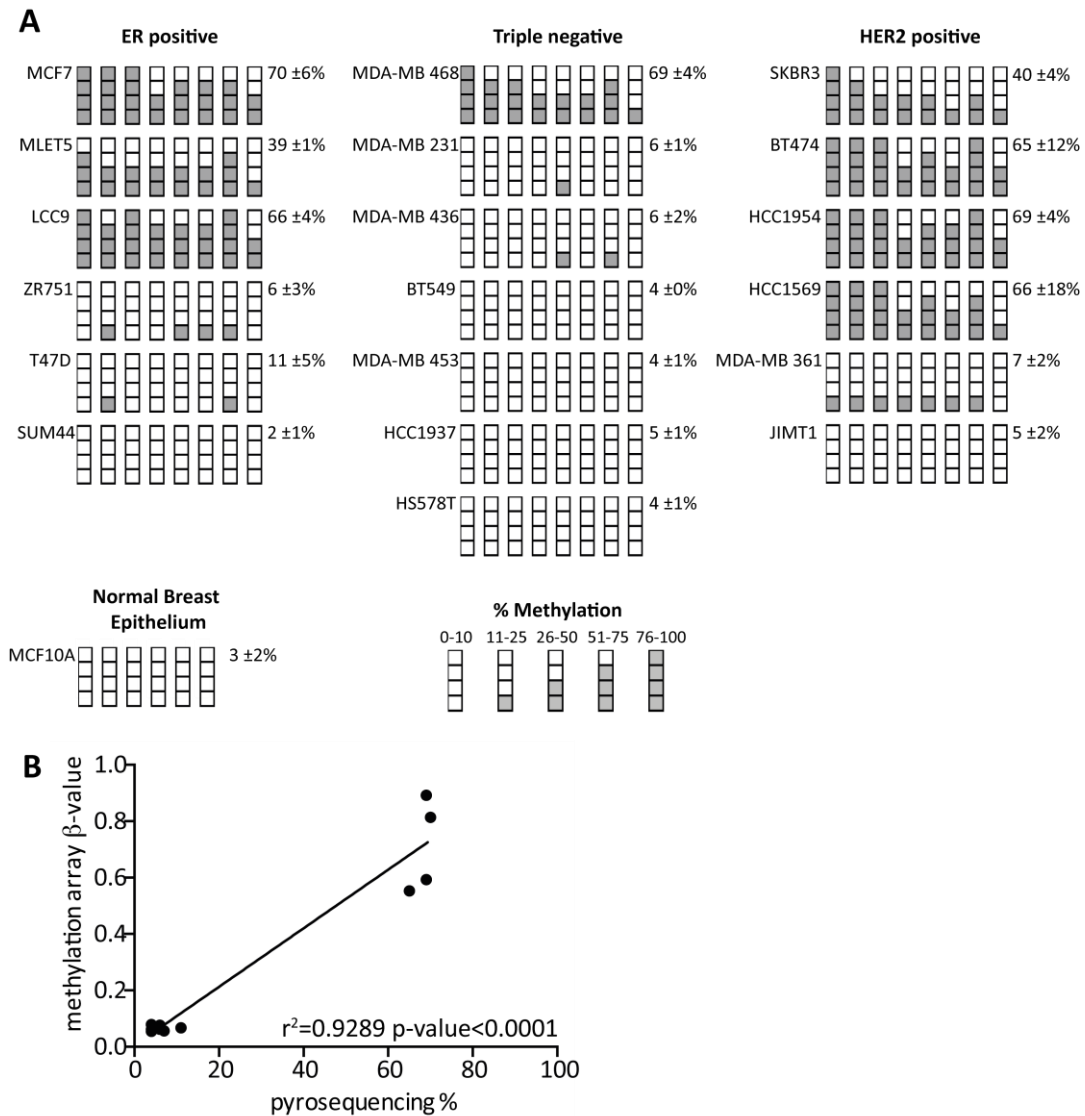 A
ER positive
Triple negative
HER2 positive
MCF7 70 ±6%
MDA-MB 468 69 ±4%
SKBR3 40 ±4%
MLET5 39 ±1%
MDA-MB 231 6 ±1%
BT474 65 ±12%
LCC9 66 ±4%
MDA-MB 436 6 ±2%
HCC1954 69 ±4%
ZR751 6 ±3%
BT549 4 ±0%
HCC1569 66 ±18%
T47D 11 ±5%
MDA-MB 453 4 ±1%
MDA-MB 361 7 ±2%
SUM44 2 ±1%
HCC1937 5 ±1%
JIMT1 5 ±2%
HS578T 4 ±1%
Normal Breast
Epithelium
MCF10A 3 ±2%
% Methylation
0-10 11-25 26-50 51-75 76-100
B
methylation array β-value
1.0
0.8
0.6
0.4
0.2
0.0
r²=0.9289 p-value<0.0001
0 20 40 60 80 100
pyrosequencing %